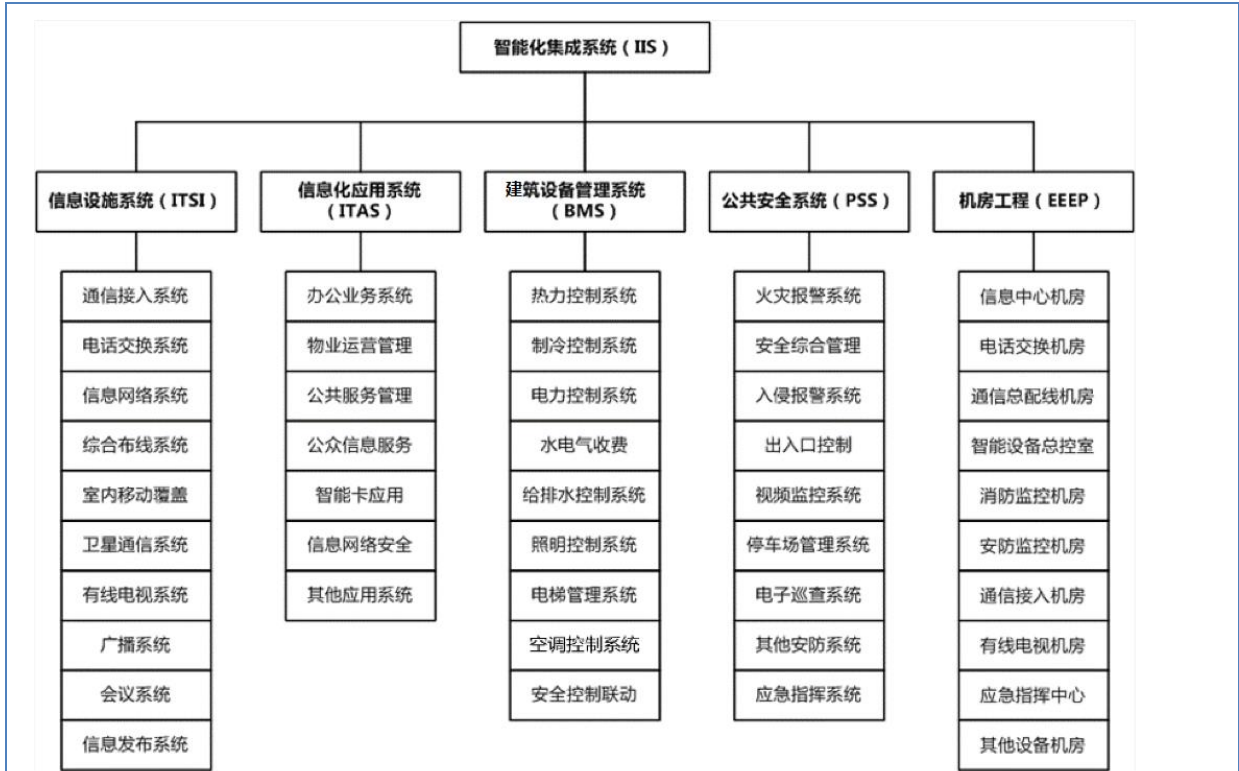 智能化集成系统（IIS）
信息设施系统（ITSI）
通信接入系统
电话交换系统
信息网络系统
综合布线系统
室内移动覆盖
卫星通信系统
有线电视系统
广播系统
会议系统
信息发布系统
信息化应用系统
（ITAS）
办公业务系统
物业运营管理
公共服务管理
公众信息服务
智能卡应用
信息网络安全
其他应用系统
建筑设备管理系统
（BMS）
热力控制系统
制冷控制系统
电力控制系统
水电气收费
给排水控制系统
照明控制系统
电梯管理系统
空调控制系统
安全控制联动
公共安全系统（PSS）
火灾报警系统
安全综合管理
入侵报警系统
出入口控制
视频监控系统
停车场管理系统
电子巡查系统
其他安防系统
应急指挥系统
机房工程（EEEP）
信息中心机房
电话交换机房
通信总配线机房
智能设备总控室
消防监控机房
安防监控机房
通信接入机房
有线电视机房
应急指挥中心
其他设备机房